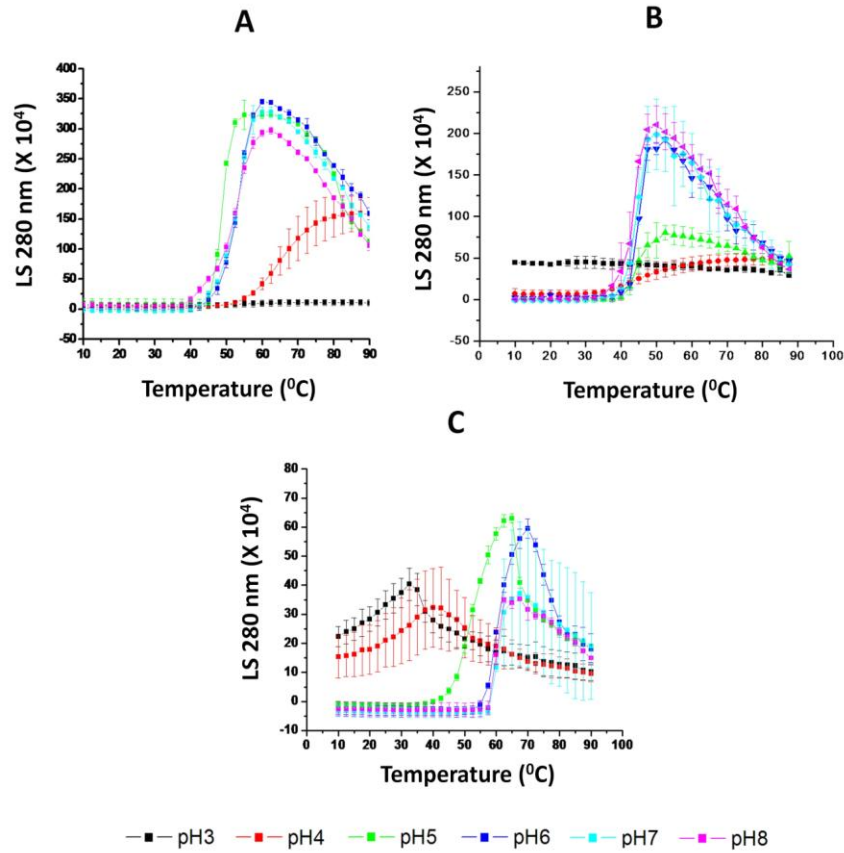 A
LS 280 nm (X 10⁴)
400
350
300
250
200
150
100
50
0
-50
10 20 30 40 50 60 70 80 90
Temperature (⁰C)
B
LS 280 nm (X 10⁴)
250
200
150
100
50
0
-50
0 10 20 30 40 50 60 70 80 90 100
Temperature (⁰C)
C
LS 280 nm (X 10⁴)
80
70
60
50
40
30
20
10
0
-10
0 10 20 30 40 50 60 70 80 90 100
Temperature (⁰C)
pH3 pH4 pH5 pH6 pH7 pH8